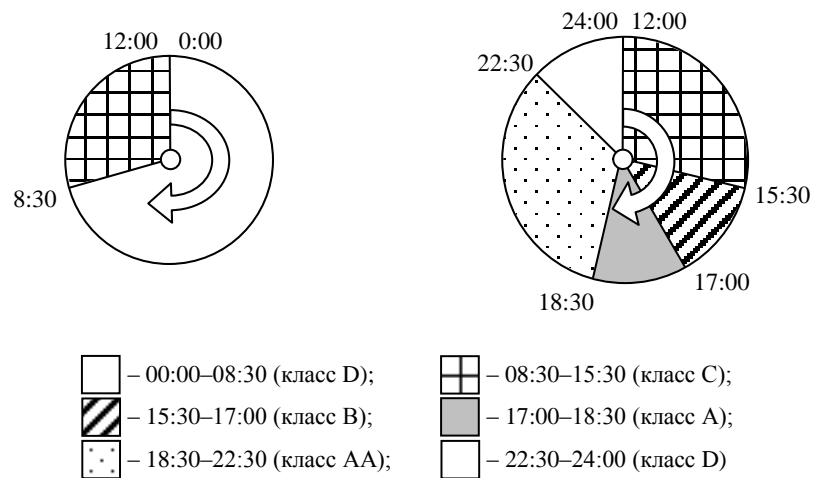 12:00 0:00
8:30
24:00 12:00
22:30
15:30
17:00
18:30
– 00:00–08:30 (класс D);
– 08:30–15:30 (класс C);
– 15:30–17:00 (класс B);
– 17:00–18:30 (класс A);
– 18:30–22:30 (класс AA);
– 22:30–24:00 (класс D)